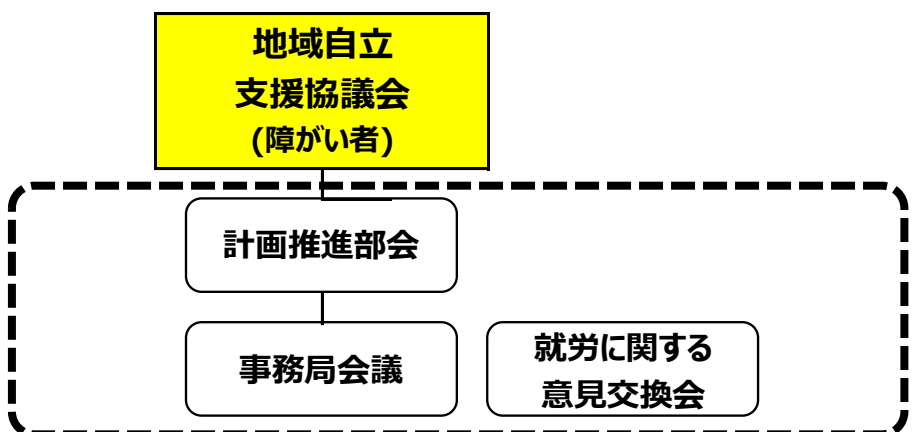 地域自立
支援協議会
(障がい者)
計画推進部会
事務局会議
就労に関する
意見交換会